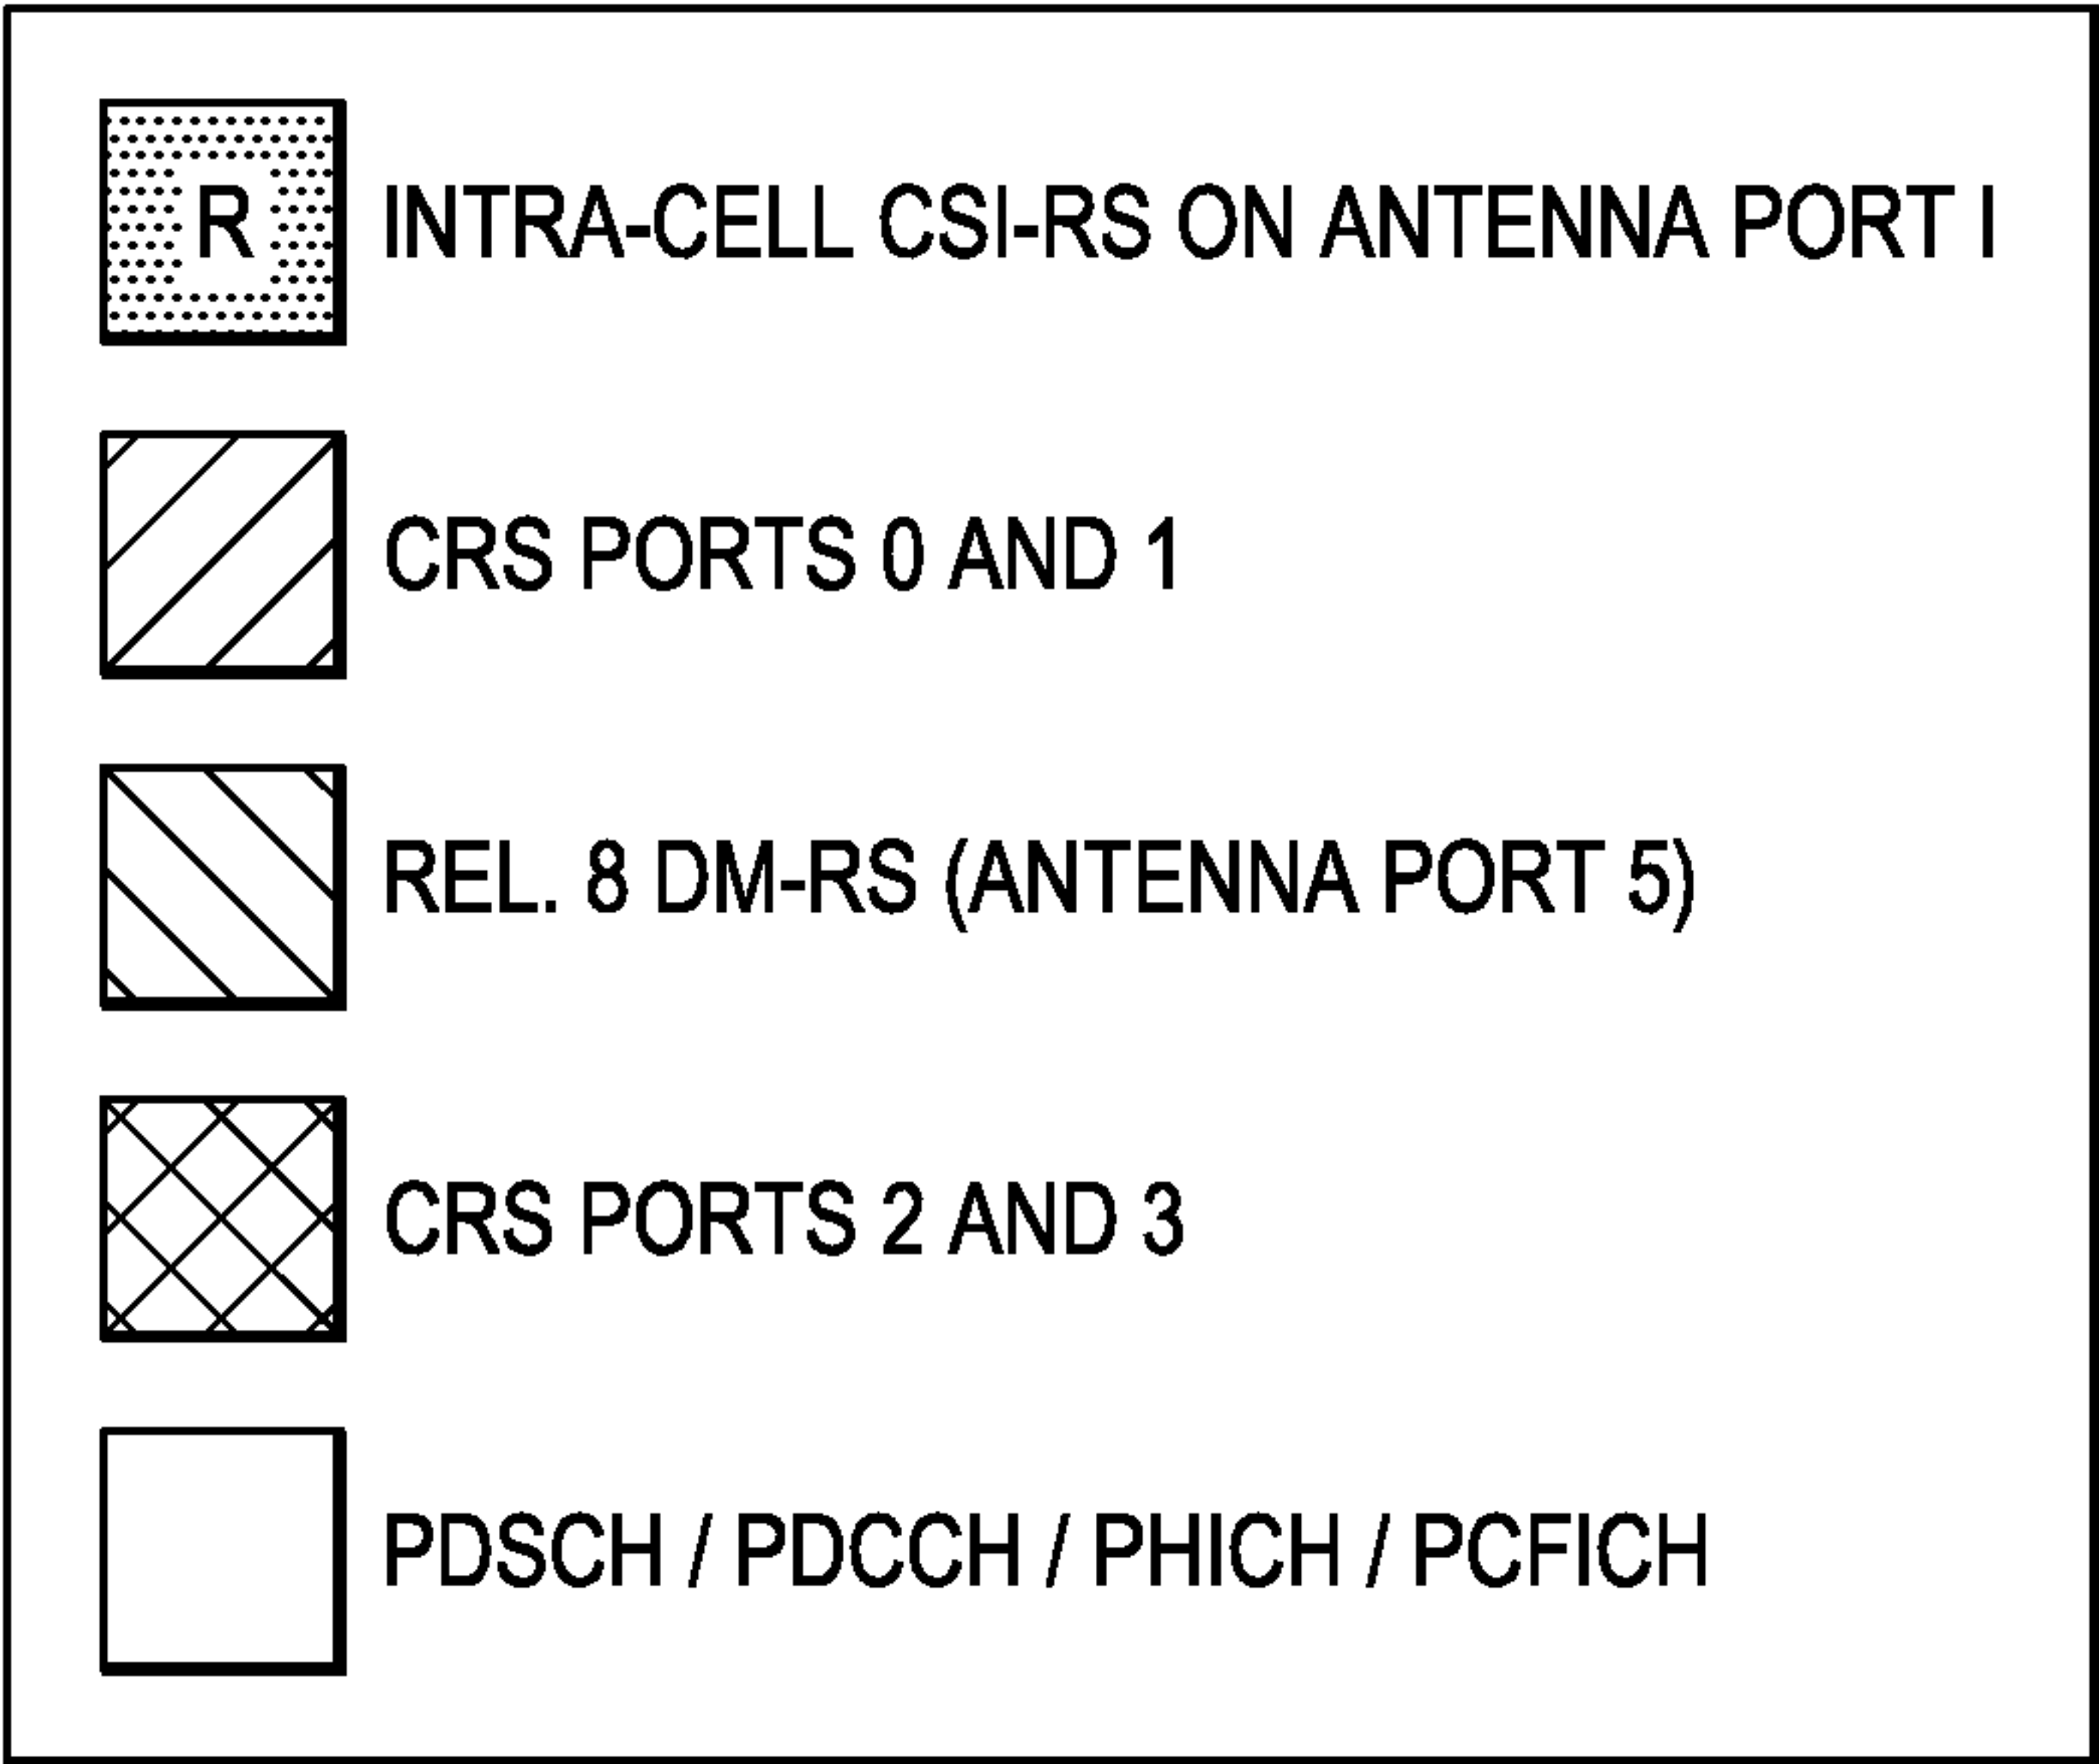 R INTRA-CELL CSI-RS ON ANTENNA PORT I
CRS PORTS 0 AND 1
REL. 8 DM-RS (ANTENNA PORT 5)
CRS PORTS 2 AND 3
PDSCH / PDCCH / PHICH / PCFICH